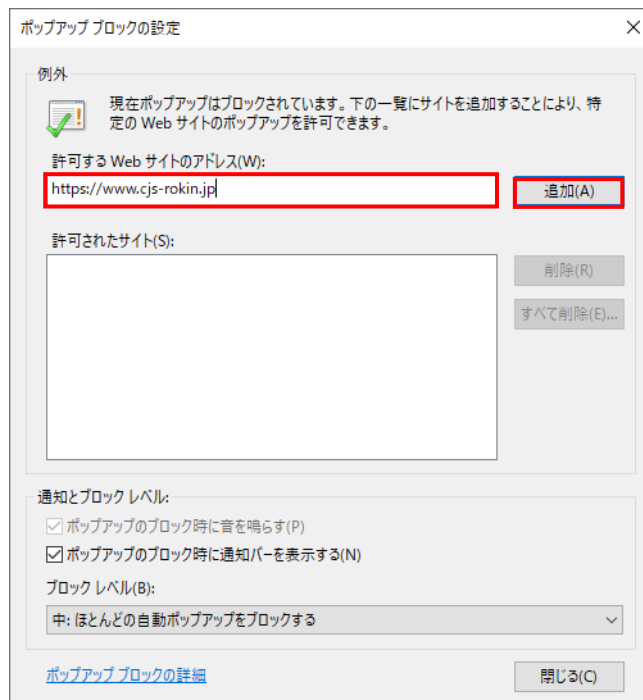 ポップアップ ブロックの設定
例外
現在ポップアップはブロックされています。下の一覧にサイトを追加することにより、特
定の Web サイトのポップアップを許可できます。
許可する Web サイトのアドレス(W):
https://www.cjs-rokin.jp
追加(A)
許可されたサイト(S):
削除(R)
すべて削除(E)...
通知とブロック レベル:
ポップアップのブロック時に音を鳴らす(P)
ポップアップのブロック時に通知バーを表示する(N)
ブロック レベル(B):
中: ほとんどの自動ポップアップをブロックする
ポップアップ ブロックの詳細
閉じる(C)